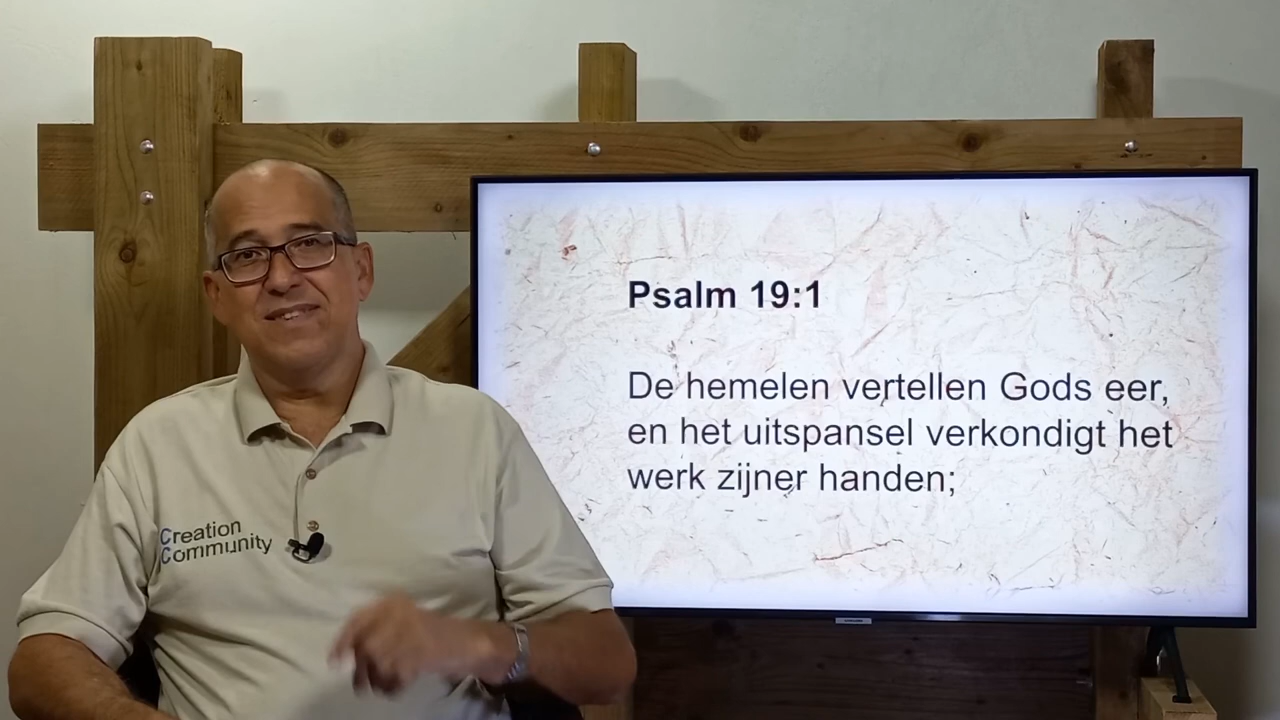 Psalm 19:1
De hemelen vertellen Gods eer,
en het uitspansel verkondigt het
werk zijner handen;
Creation
Community